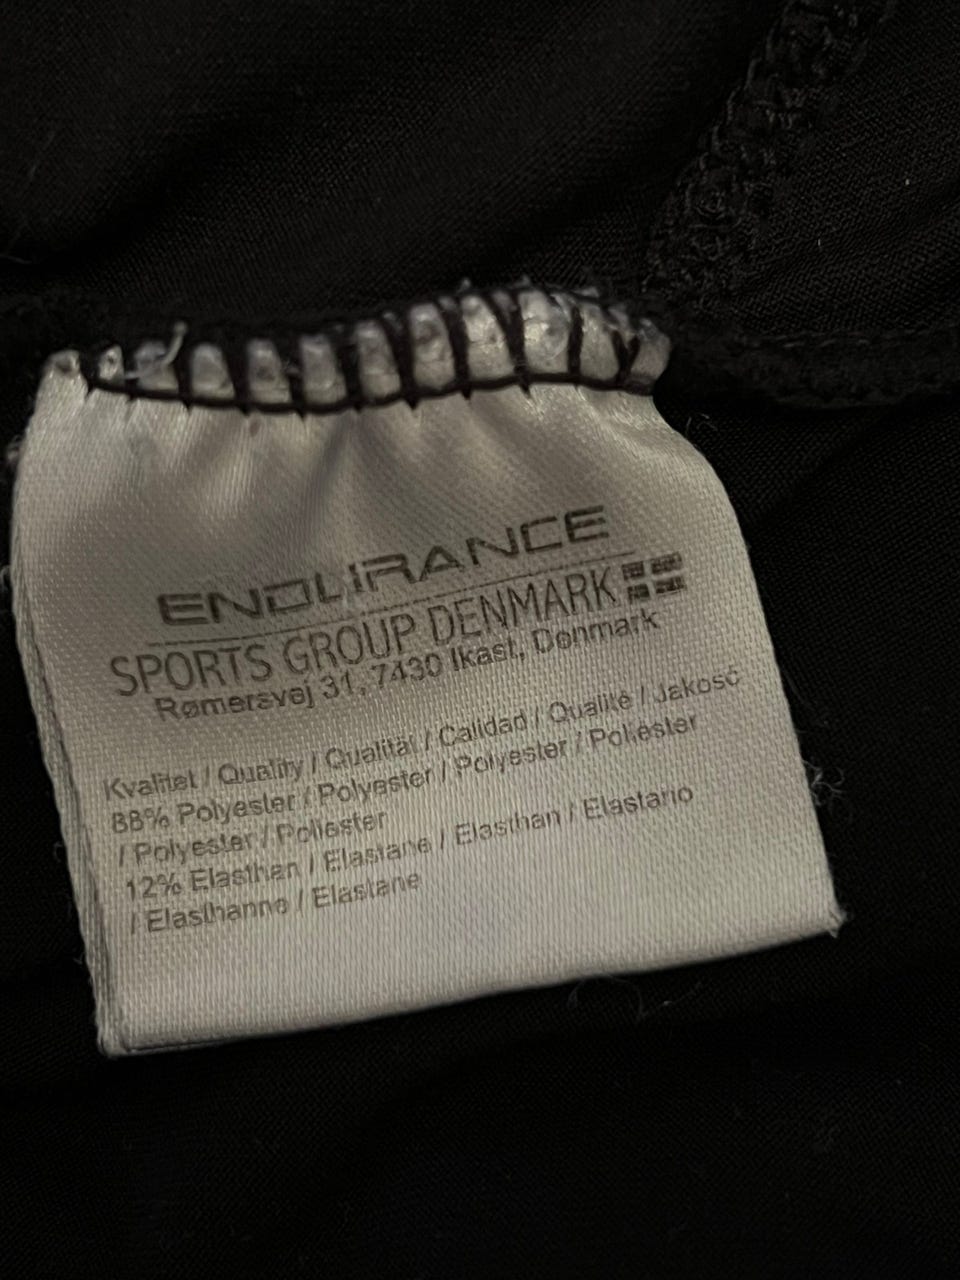 ENDURANCE
SPORTS GROUP DENMARK
Rømersvej 31, 7430 Ikast, Denmark
Kvalitet / Quality / Qualität / Calidad / Qualité / Jakość
88% Polyester / Polyester / Polyester / Poliéster
/ Polyester / Poliester
12% Elasthan / Elastane / Elasthan / Elastano
/ Elasthanne / Elastane